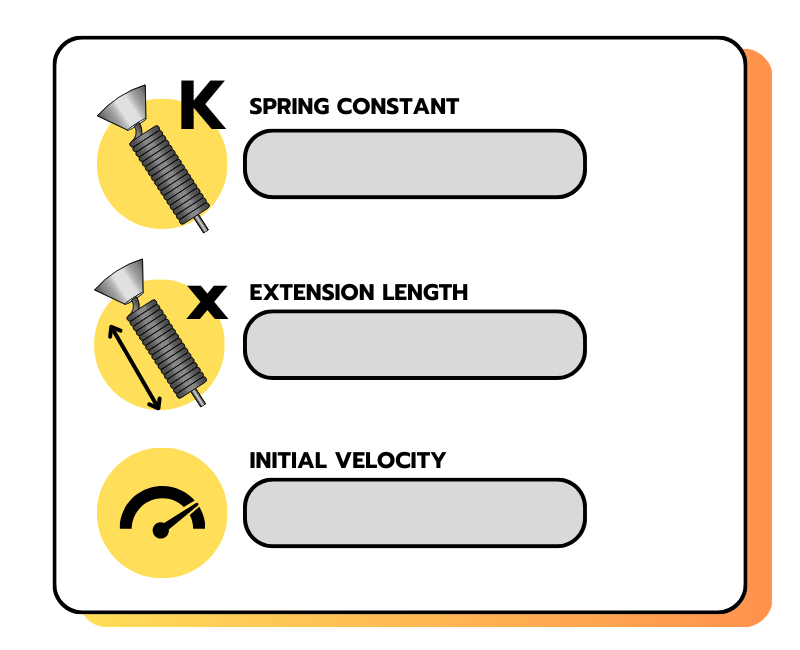 K
SPRING CONSTANT
x
EXTENSION LENGTH
INITIAL VELOCITY